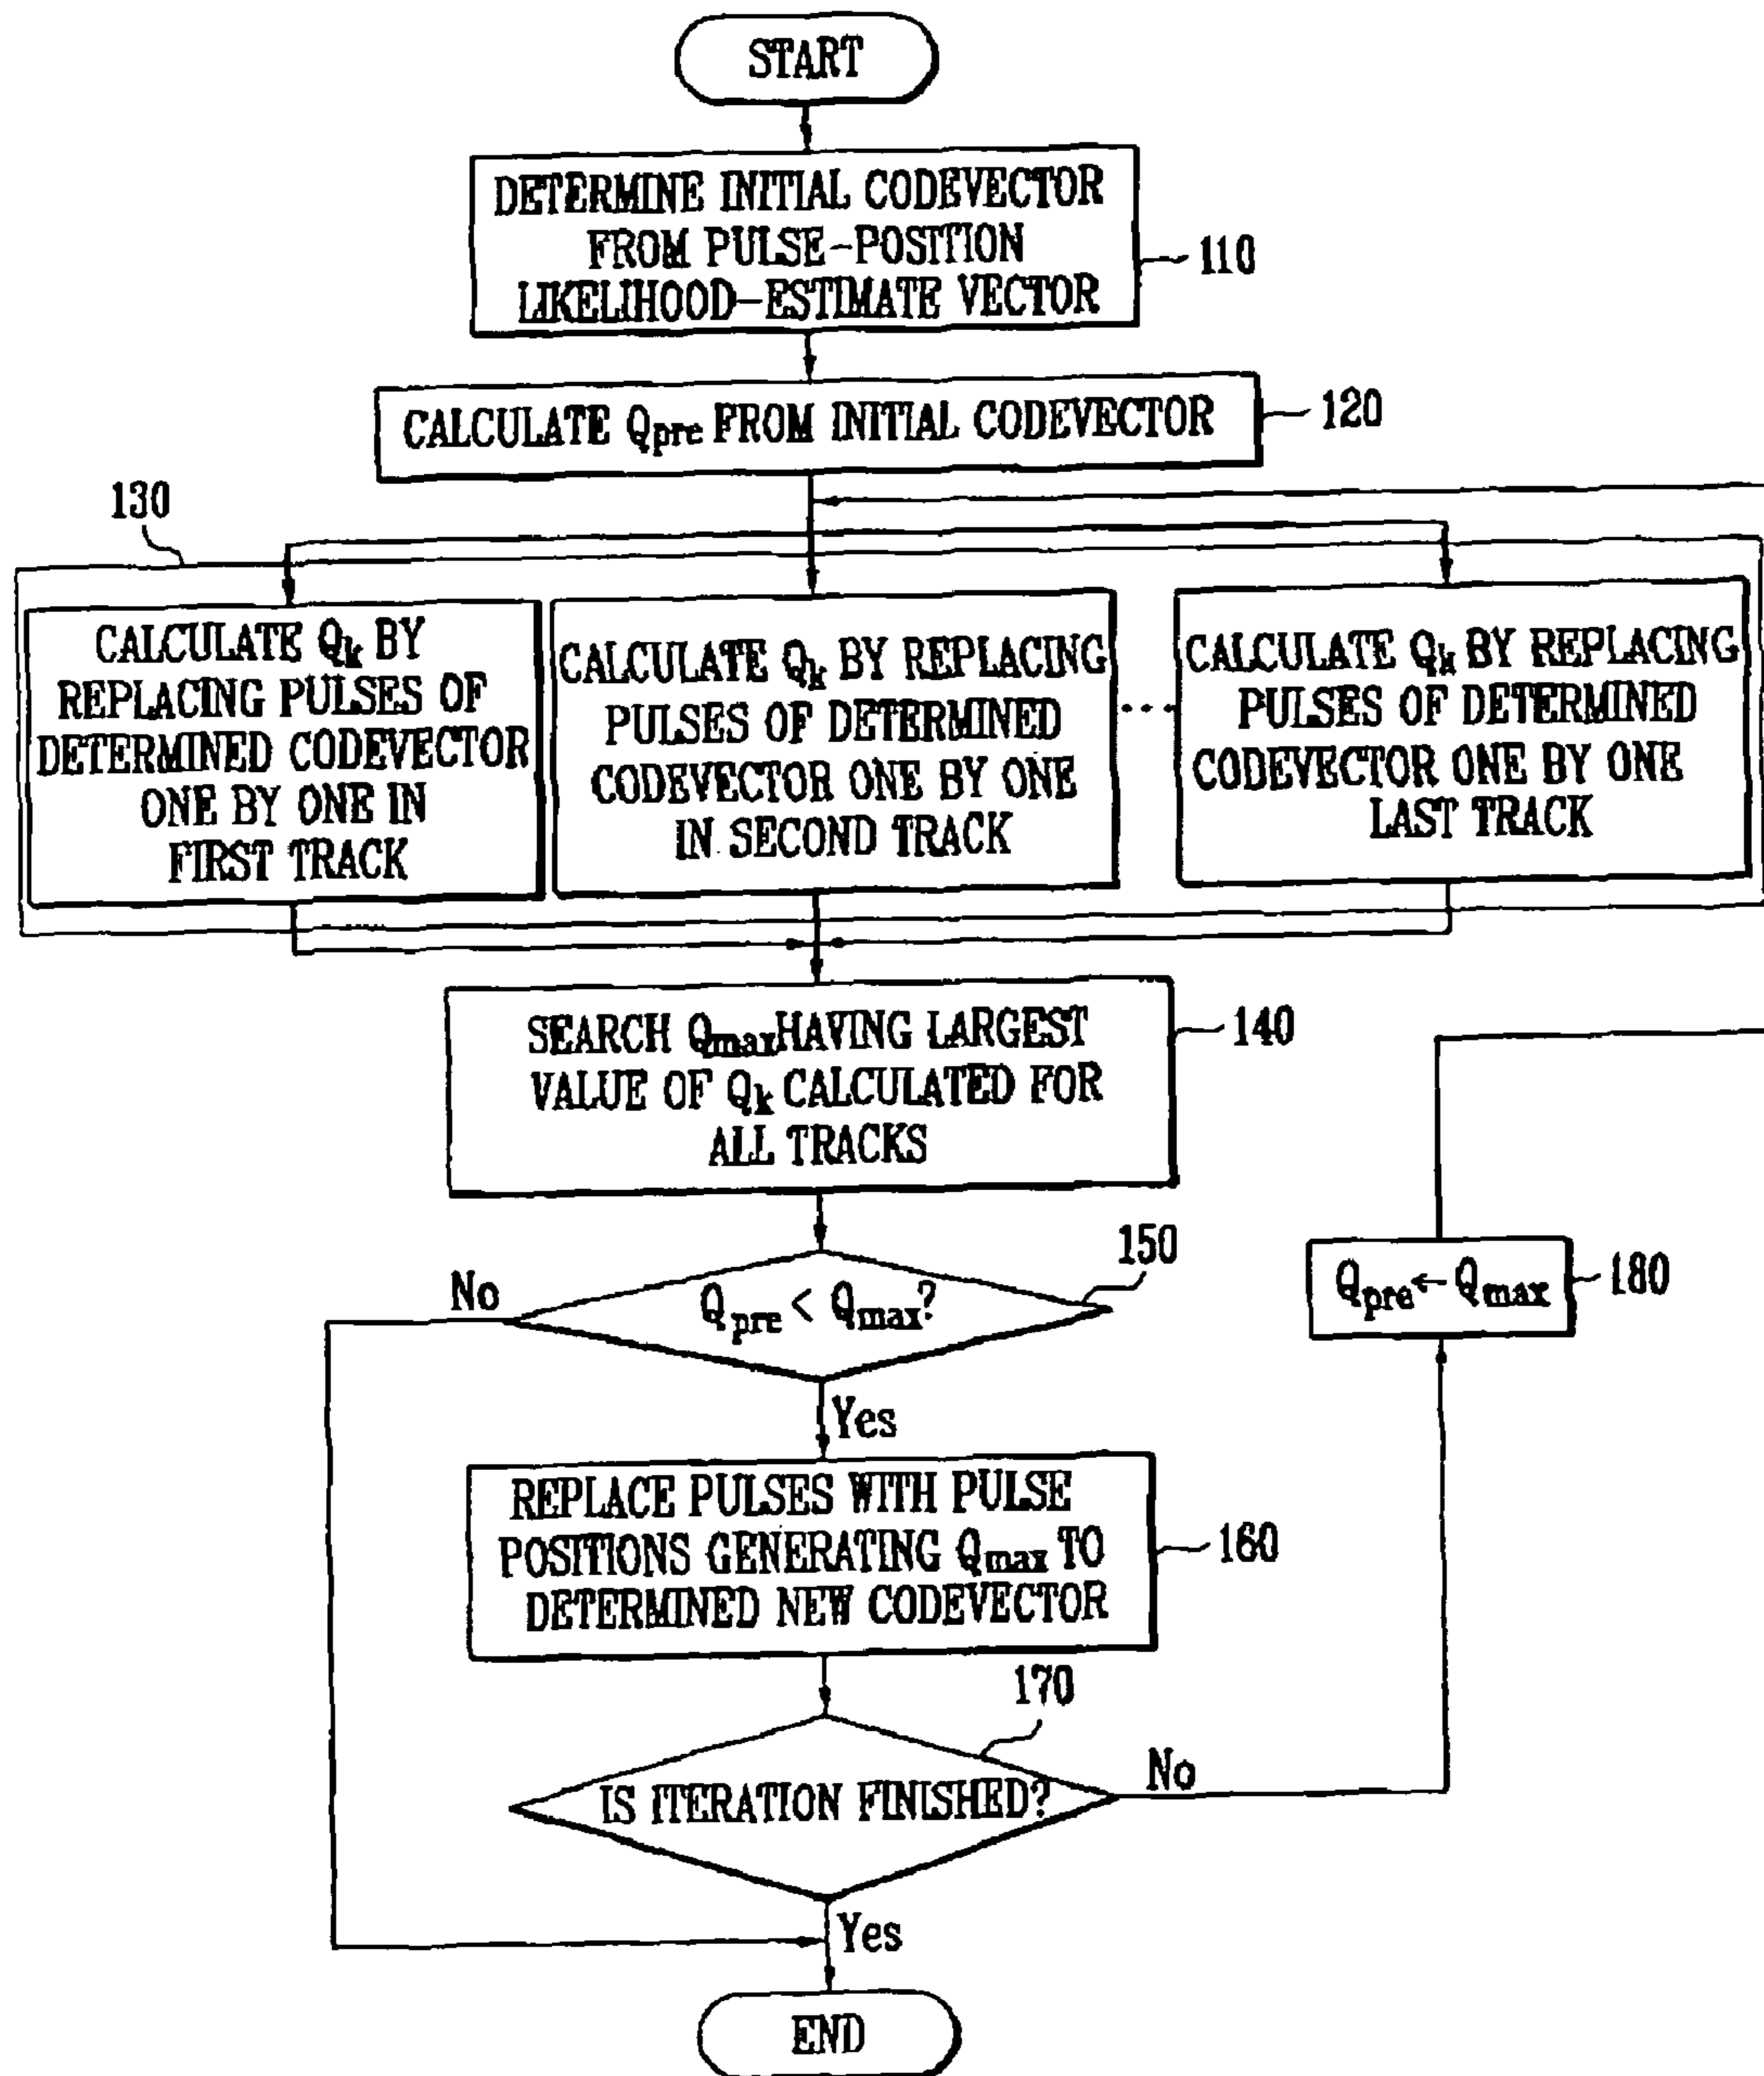 START
DETERMINE INITIAL CODEVECTOR
FROM PULSE-POSITION
LIKELIHOOD-ESTIMATE VECTOR
110
CALCULATE Qpre FROM INITIAL CODEVECTOR
120
130
CALCULATE Qk BY
REPLACING PULSES OF
DETERMINED CODEVECTOR
ONE BY ONE IN
FIRST TRACK
CALCULATE Qk BY REPLACING
PULSES OF DETERMINED
CODEVECTOR ONE BY ONE
IN SECOND TRACK
...
CALCULATE Qk BY REPLACING
PULSES OF DETERMINED
CODEVECTOR ONE BY ONE
LAST TRACK
SEARCH Qmax HAVING LARGEST
VALUE OF Qk CALCULATED FOR
ALL TRACKS
140
150
No
Qpre < Qmax?
Yes
Qpre ← Qmax
180
REPLACE PULSES WITH PULSE
POSITIONS GENERATING Qmax TO
DETERMINED NEW CODEVECTOR
160
170
IS ITERATION FINISHED?
No
Yes
END